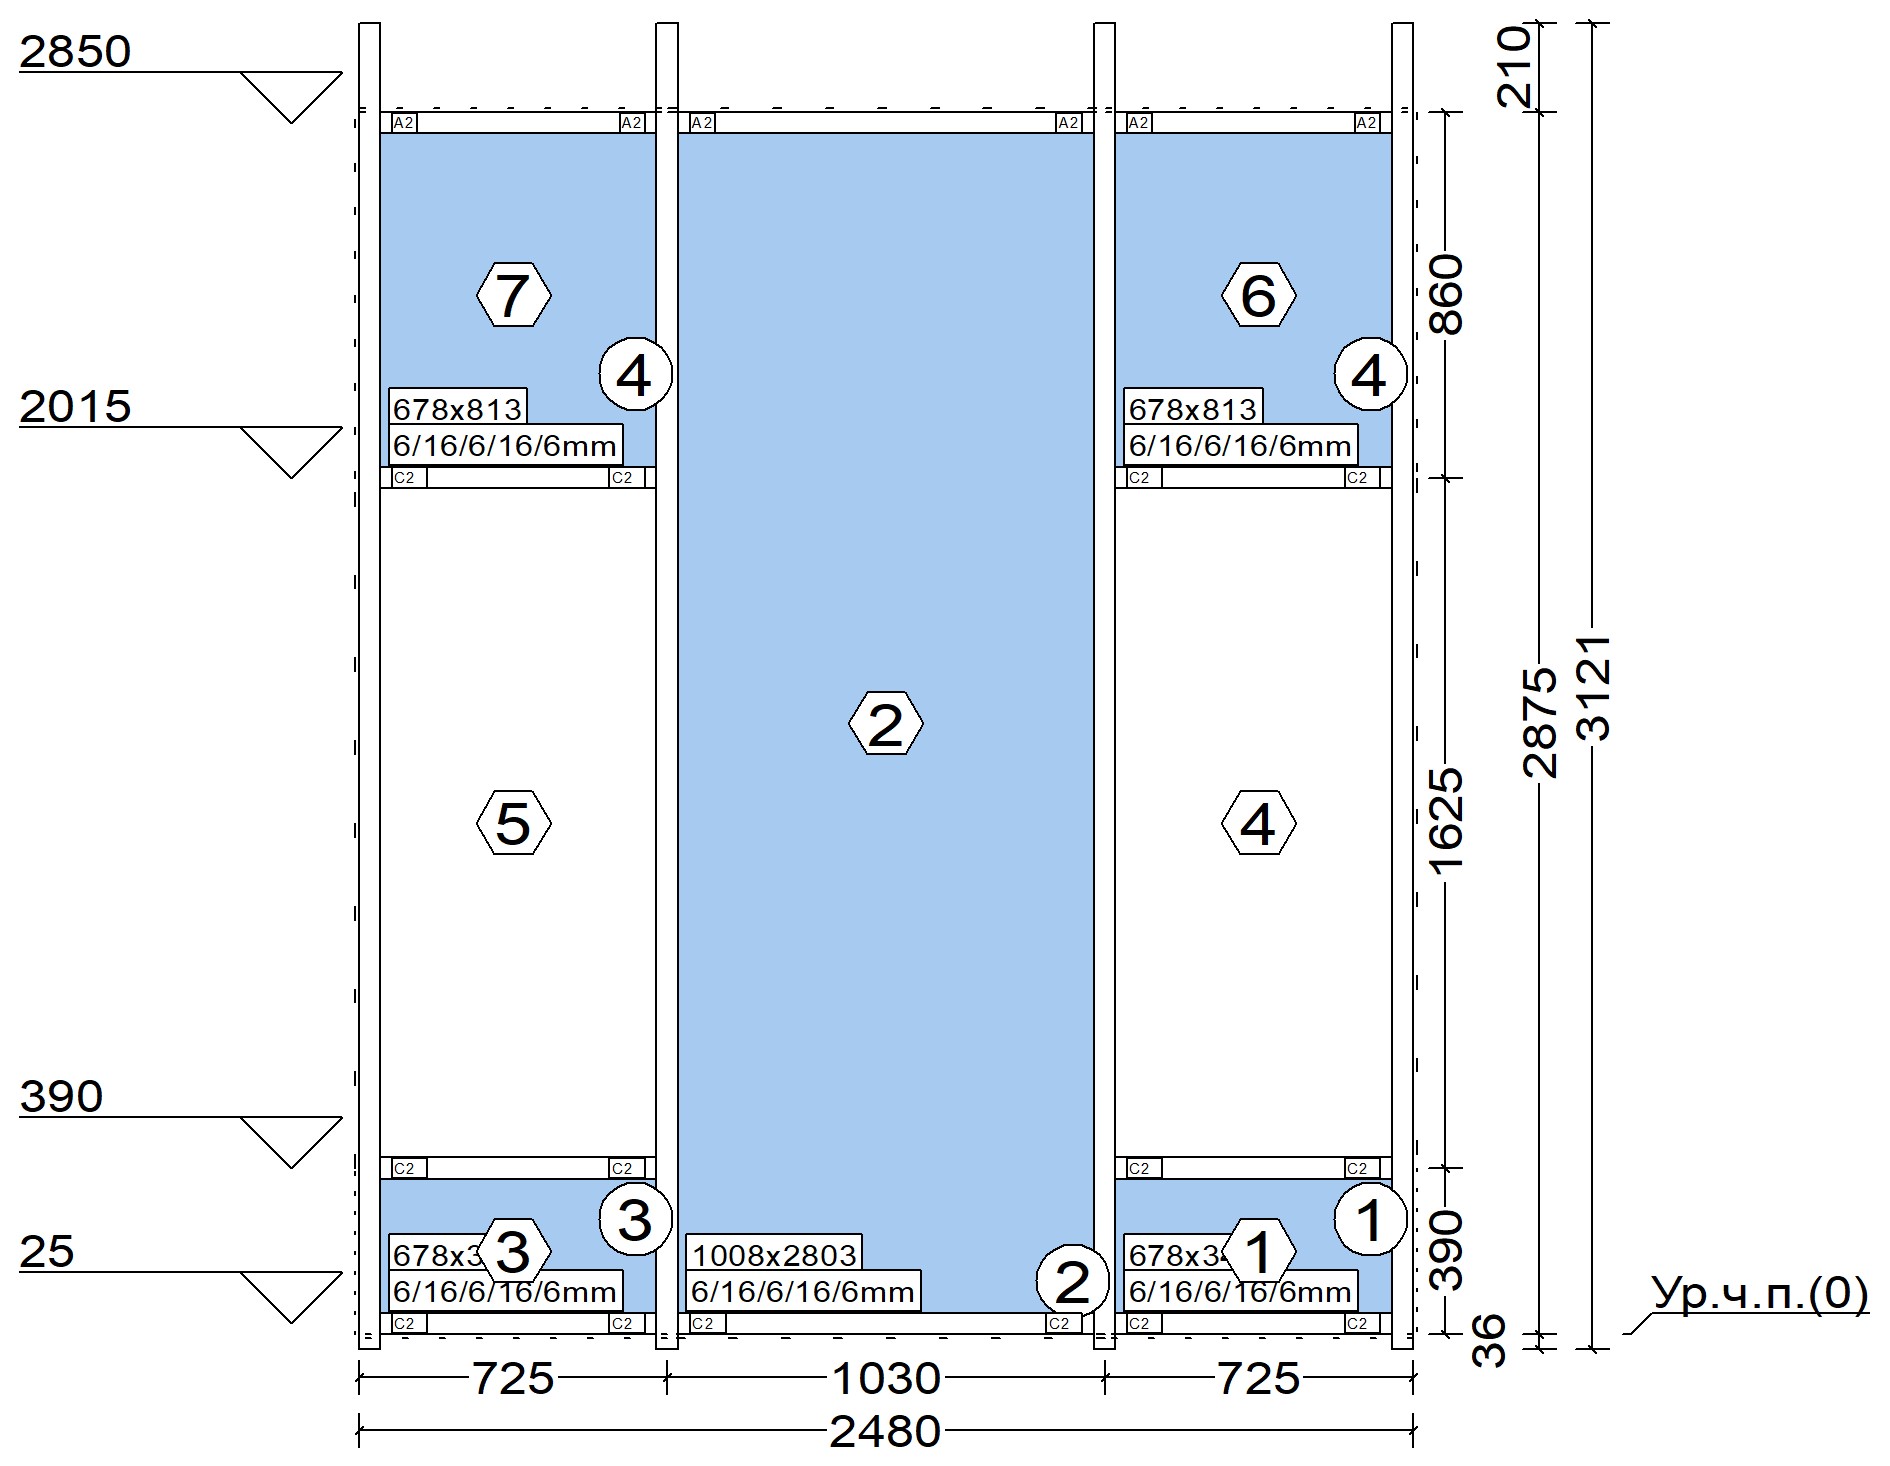 2850
210
A2 A2 A2 A2 A2 A2
7 6
860
4 4
2015
678x813 678x813
6/16/6/16/6mm 6/16/6/16/6mm
C2 C2 C2 C2
3121
2875
2
5 4
1625
390
C2 C2 C2 C2
3 1
390
25
3 1008x2803 1
6/16/6/16/6mm 6/16/6/16/6mm 6/16/6/16/6mm
2
Ур.ч.п.(0)
C2 C2 C2 C2 C2 C2
36
725 1030 725
2480